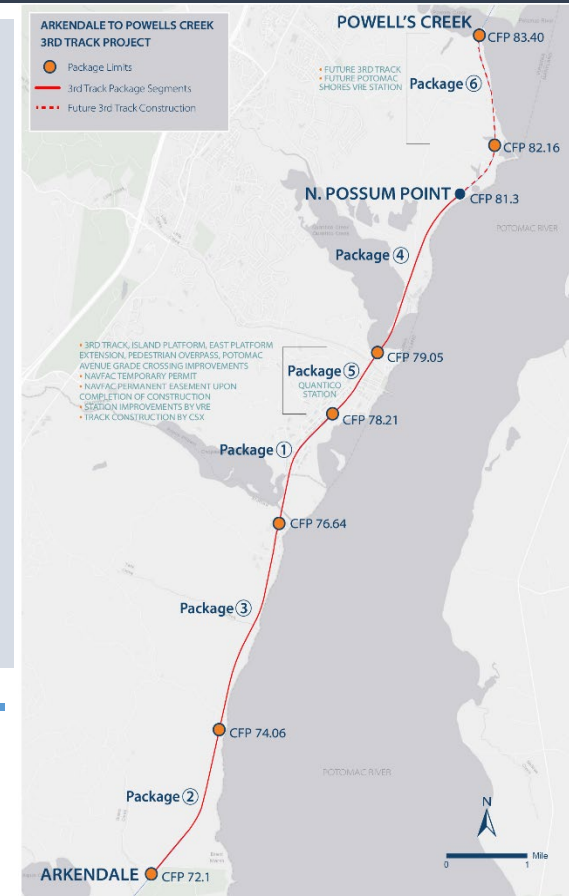 ARKENDALE TO POWELLS CREEK
3RD TRACK PROJECT
Package Limits
3rd Track Package Segments
Future 3rd Track Construction
POWELL'S CREEK
CFP 83.40
• FUTURE 3RD TRACK
• FUTURE POTOMAC
SHORES VRE STATION
Package 6
CFP 82.16
N. POSSUM POINT
CFP 81.3
POTOMAC RIVER
Package 4
• 3RD TRACK, ISLAND PLATFORM, EAST PLATFORM
EXTENSION, PEDESTRIAN OVERPASS, POTOMAC
AVENUE GRADE CROSSING IMPROVEMENTS
• NAVFAC TEMPORARY PERMIT
• NAVFAC PERMANENT EASEMENT UPON
COMPLETION OF CONSTRUCTION
• STATION IMPROVEMENTS BY VRE
• TRACK CONSTRUCTION BY CSX
CFP 79.05
Package 5
QUANTICO
STATION
CFP 78.21
Package 1
CFP 76.64
Package 3
CFP 74.06
POTOMAC RIVER
Package 2
N
Mile
0 1
ARKENDALE
CFP 72.1